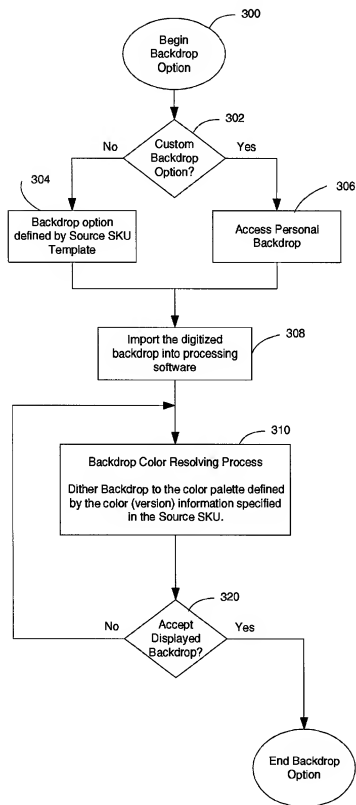 300
Begin
Backdrop
Option
302
Custom
Backdrop
Option?
No
Yes
304
306
Backdrop option
defined by Source SKU
Template
Access Personal
Backdrop
Import the digitized
backdrop into processing
software
308
310
Backdrop Color Resolving Process
Dither Backdrop to the color palette defined
by the color (version) information specified
in the Source SKU.
320
Accept
Displayed
Backdrop?
No
Yes
End Backdrop
Option